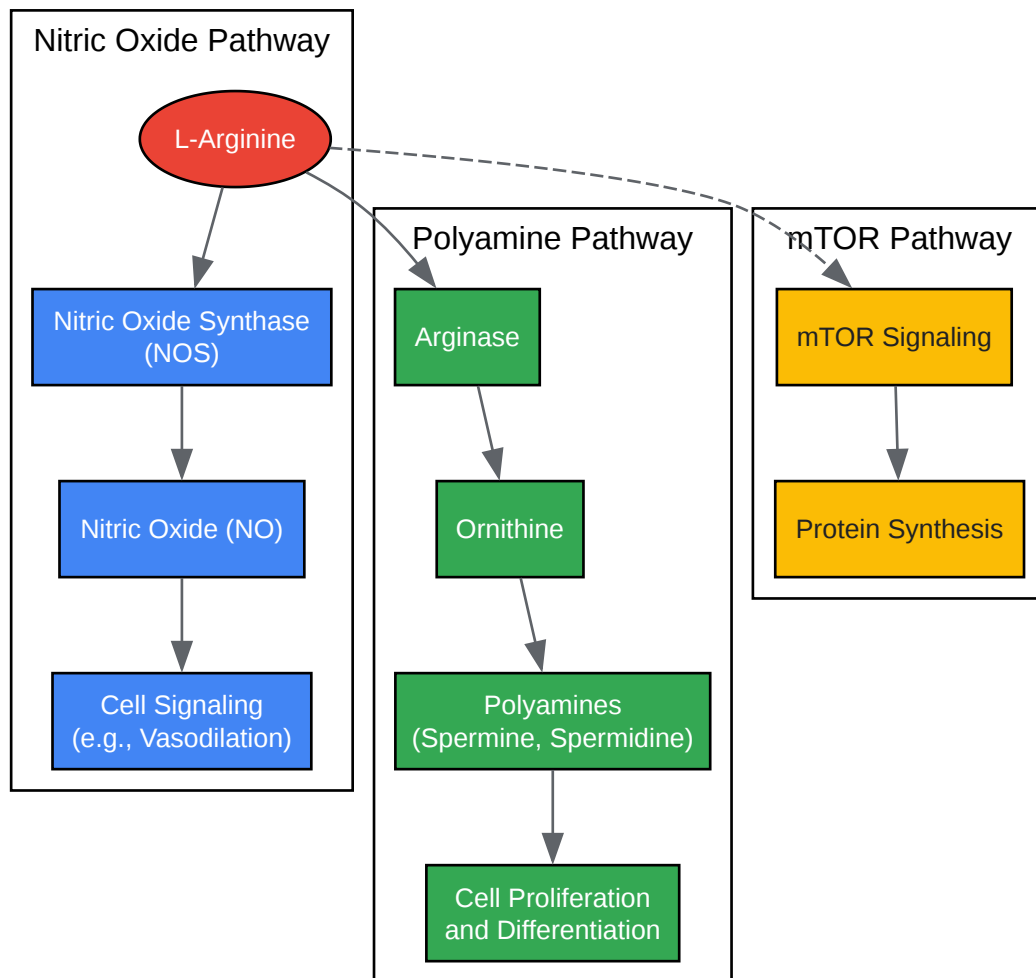 Nitric Oxide Pathway
L-Arginine
Nitric Oxide Synthase
(NOS)
Nitric Oxide (NO)
Cell Signaling
(e.g., Vasodilation)
Polyamine Pathway
Arginase
Ornithine
Polyamines
(Spermine, Spermidine)
Cell Proliferation
and Differentiation
mTOR Pathway
mTOR Signaling
Protein Synthesis